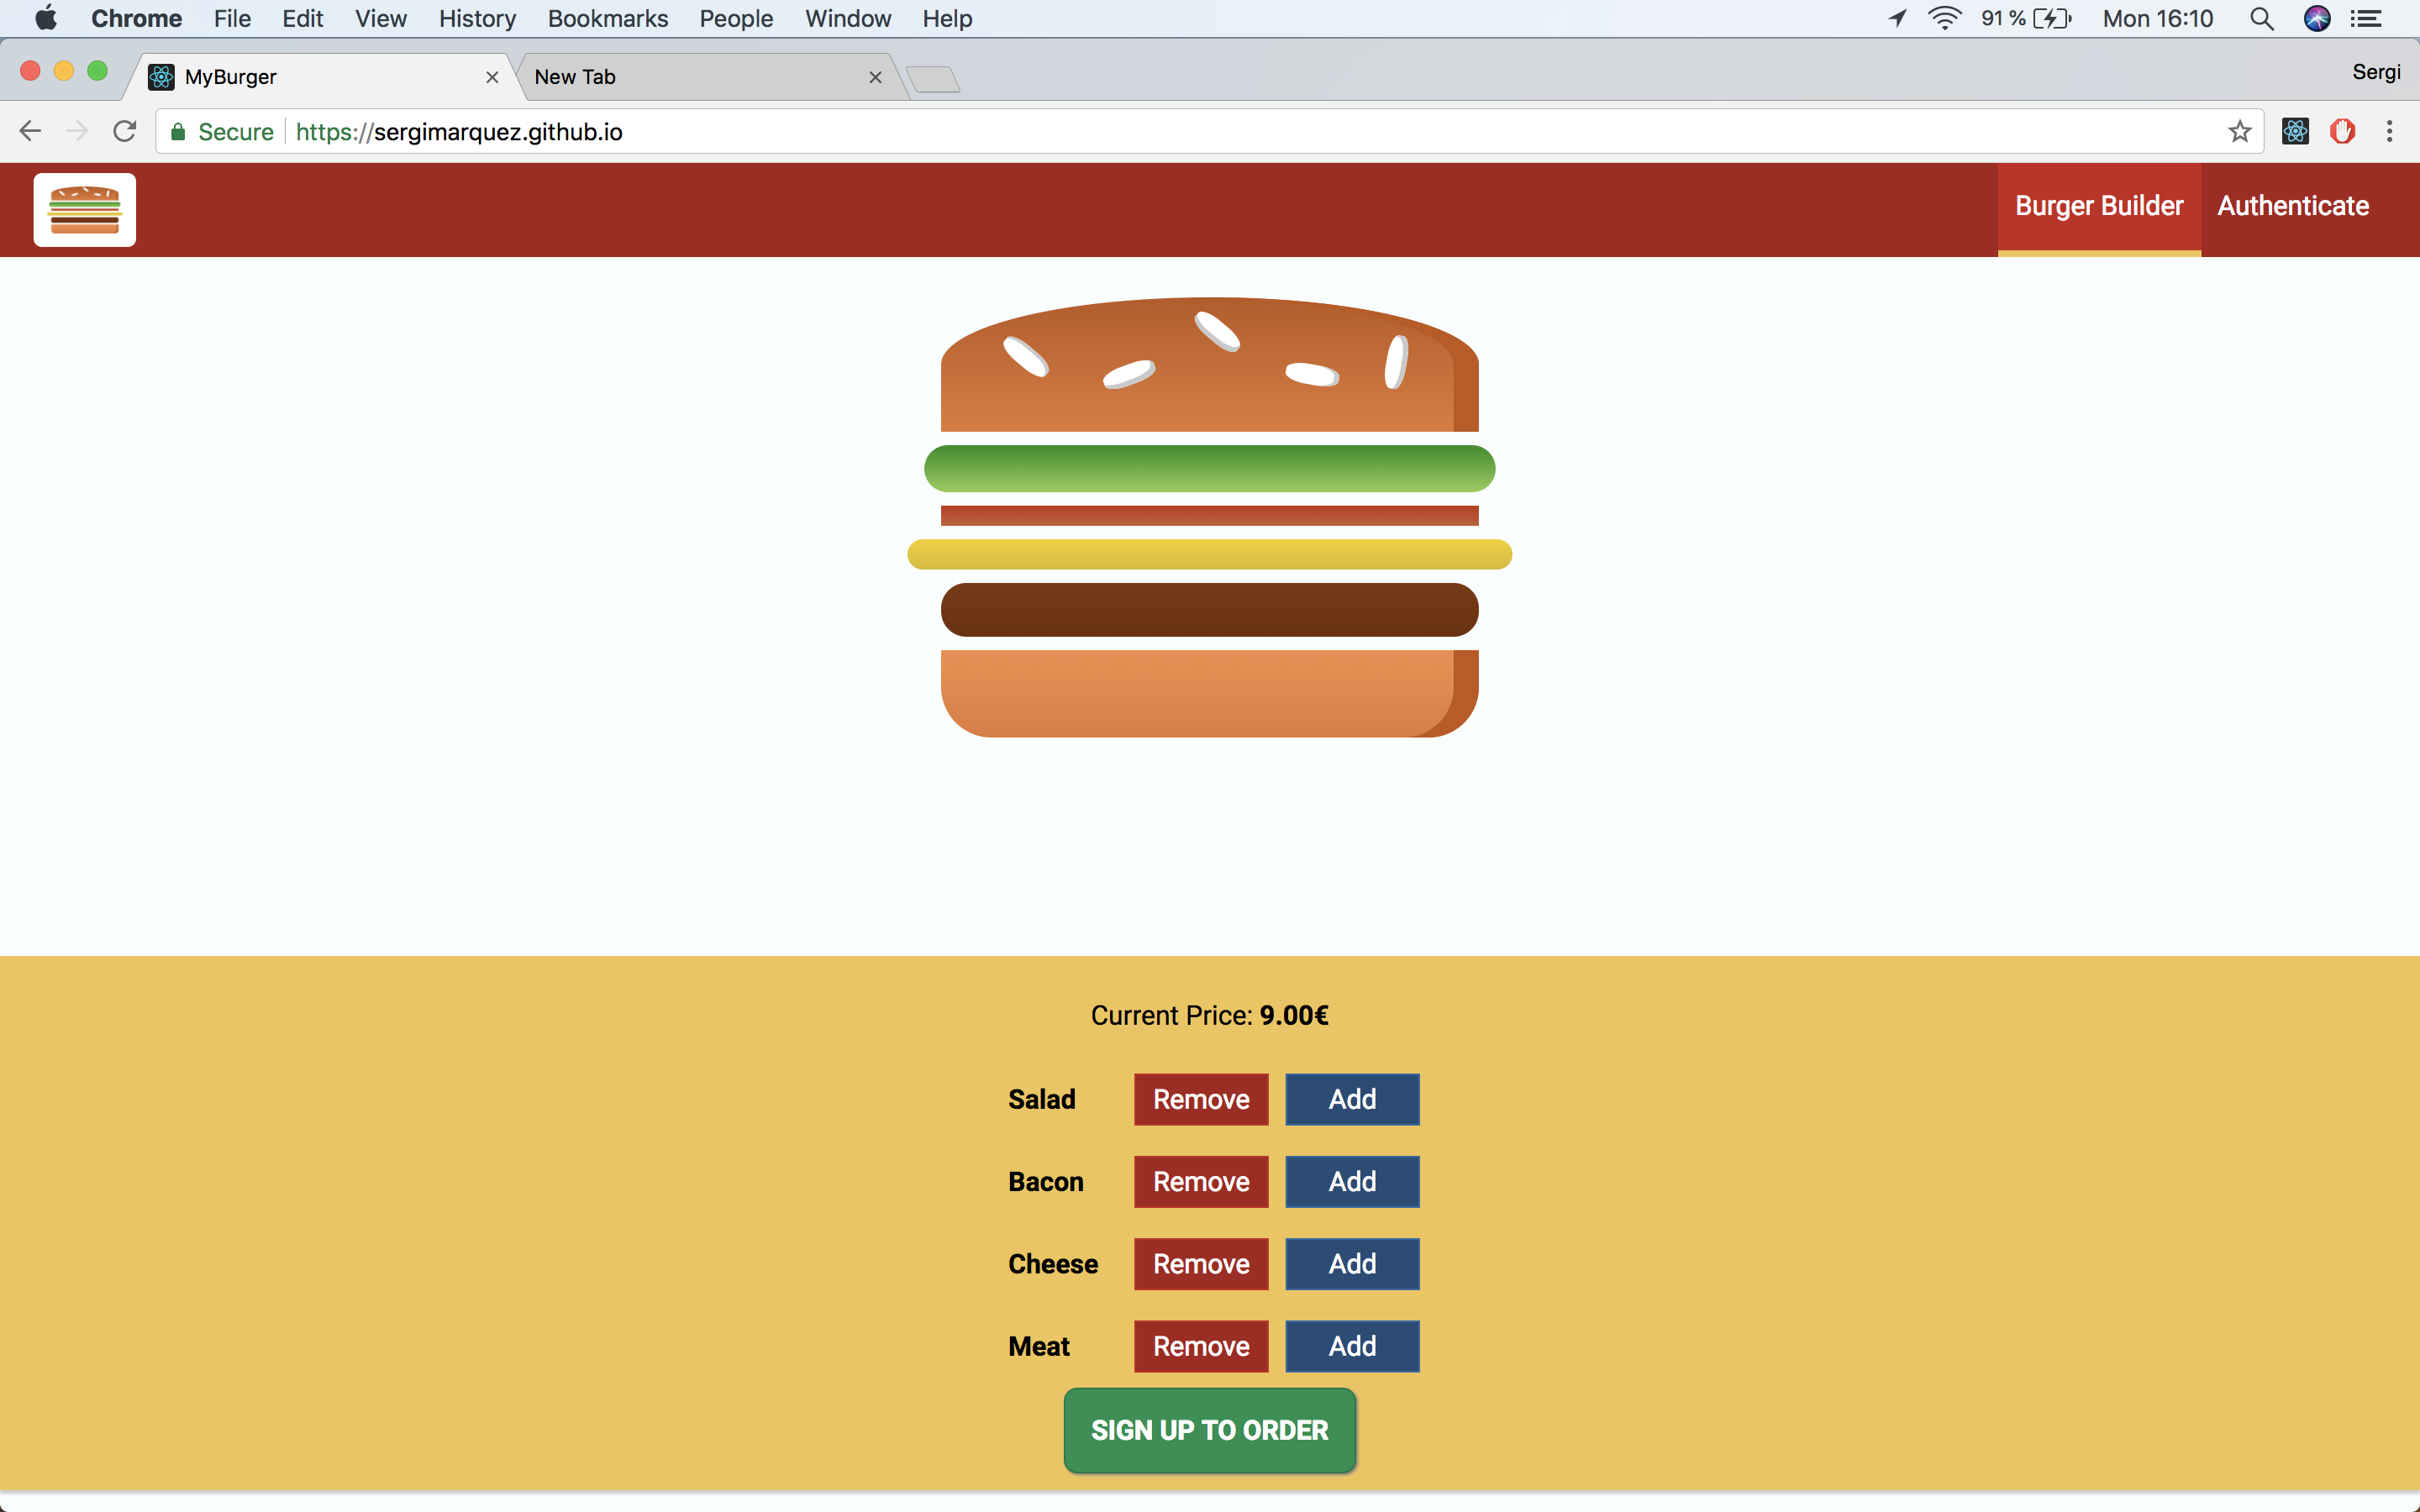 Chrome File Edit View History Bookmarks People Window Help 91 % Mon 16:10
MyBurger New Tab Sergi
Secure https://sergimarquez.github.io
Burger Builder Authenticate
Current Price: 9.00€
Salad Remove Add
Bacon Remove Add
Cheese Remove Add
Meat Remove Add
SIGN UP TO ORDER